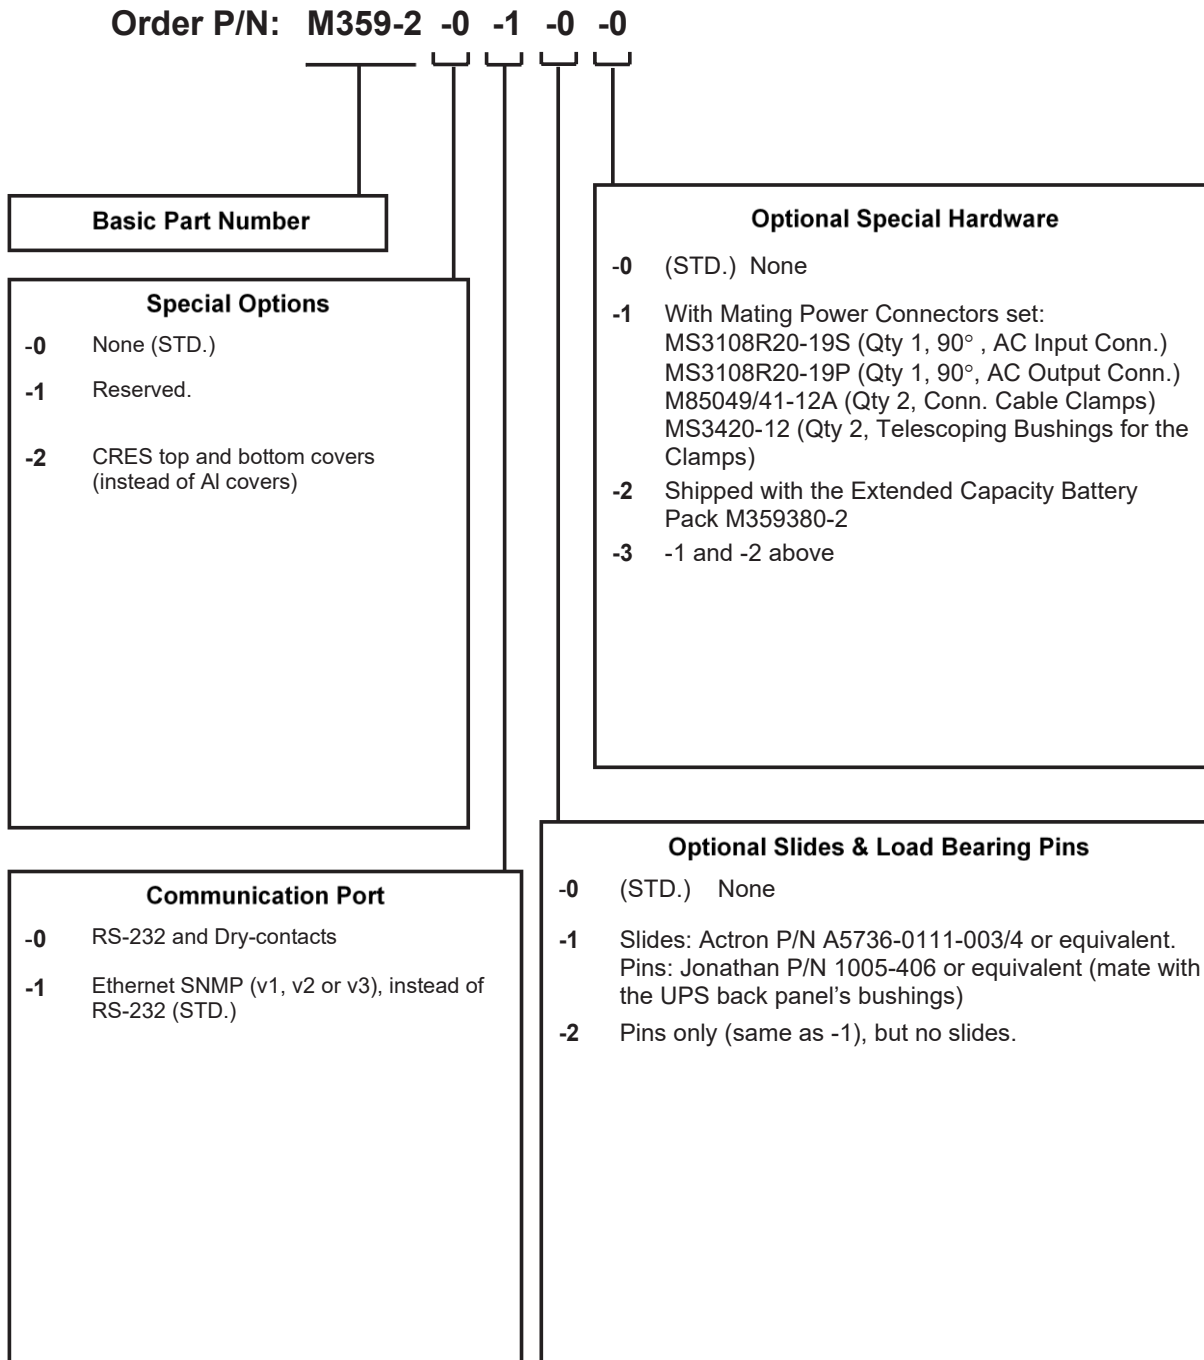 Order P/N: M359-2 -0 -1 -0 -0
Basic Part Number
Special Options
-0 None (STD.)
-1 Reserved.
-2 CRES top and bottom covers
(instead of Al covers)
Communication Port
-0 RS-232 and Dry-contacts
-1 Ethernet SNMP (v1, v2 or v3), instead of
RS-232 (STD.)
Optional Special Hardware
-0 (STD.) None
-1 With Mating Power Connectors set:
MS3108R20-19S (Qty 1, 90° , AC Input Conn.)
MS3108R20-19P (Qty 1, 90°, AC Output Conn.)
M85049/41-12A (Qty 2, Conn. Cable Clamps)
MS3420-12 (Qty 2, Telescoping Bushings for the
Clamps)
-2 Shipped with the Extended Capacity Battery
Pack M359380-2
-3 -1 and -2 above
Optional Slides & Load Bearing Pins
-0 (STD.) None
-1 Slides: Actron P/N A5736-0111-003/4 or equivalent.
Pins: Jonathan P/N 1005-406 or equivalent (mate with
the UPS back panel's bushings)
-2 Pins only (same as -1), but no slides.